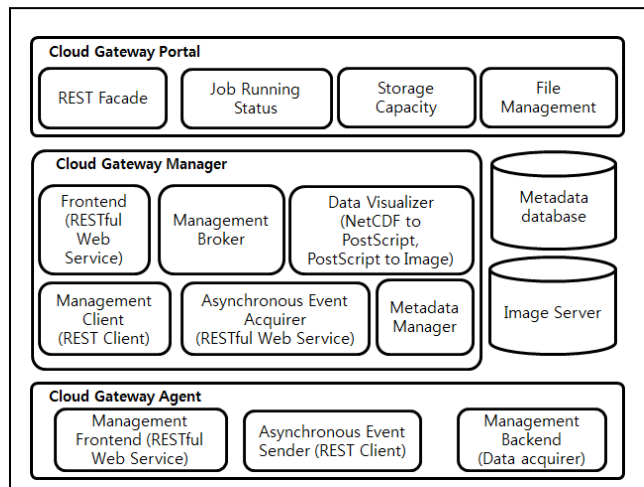 Cloud Gateway Portal
REST Facade
Job Running
Status
Storage
Capacity
File
Management
Cloud Gateway Manager
Frontend
(RESTful
Web
Service)
Management
Broker
Data Visualizer
(NetCDF to
PostScript,
PostScript to Image)
Metadata
database
Management
Client
(REST Client)
Asynchronous Event
Acquirer
(RESTful Web Service)
Metadata
Manager
Image Server
Cloud Gateway Agent
Management
Frontend (RESTful
Web Service)
Asynchronous Event
Sender (REST Client)
Management
Backend
(Data acquirer)